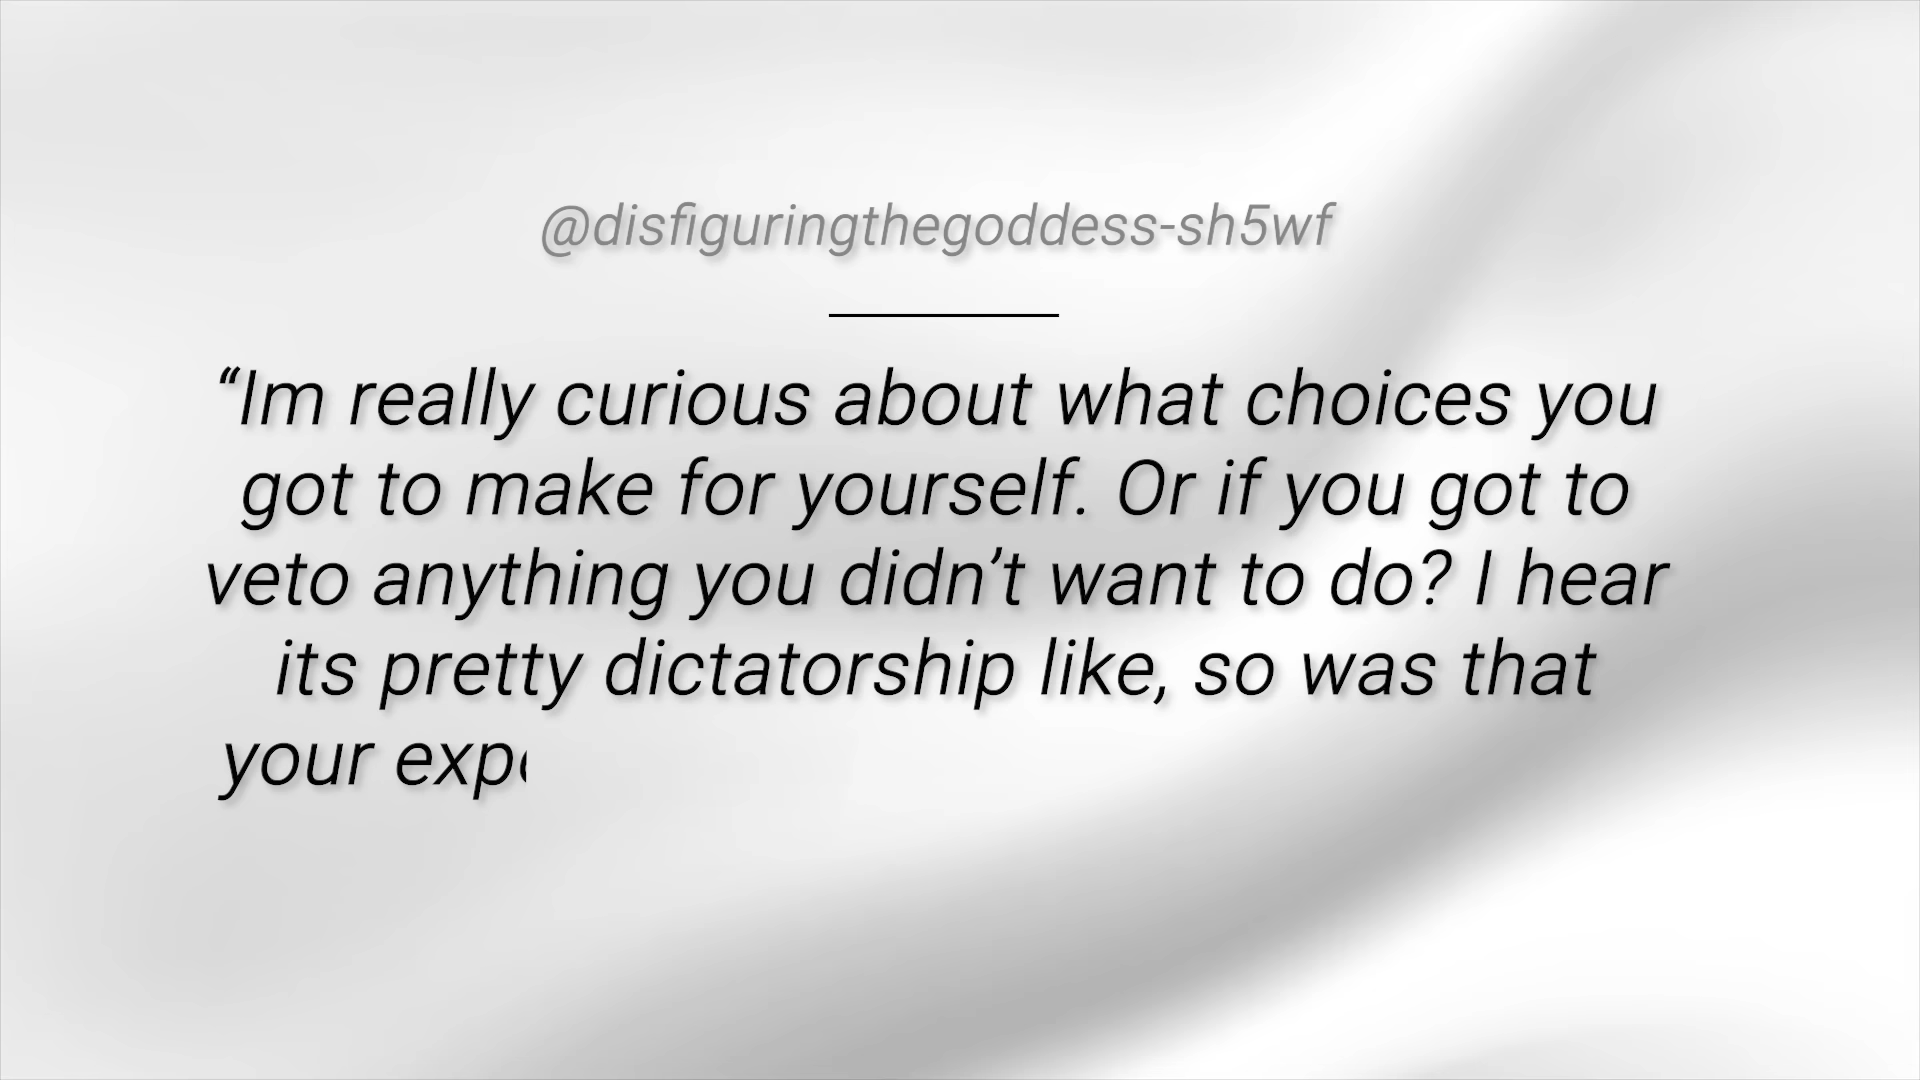 @disfiguringthegoddess-sh5wf
“Im really curious about what choices you
got to make for yourself. Or if you got to
veto anything you didn’t want to do? I hear
its pretty dictatorship like, so was that
your